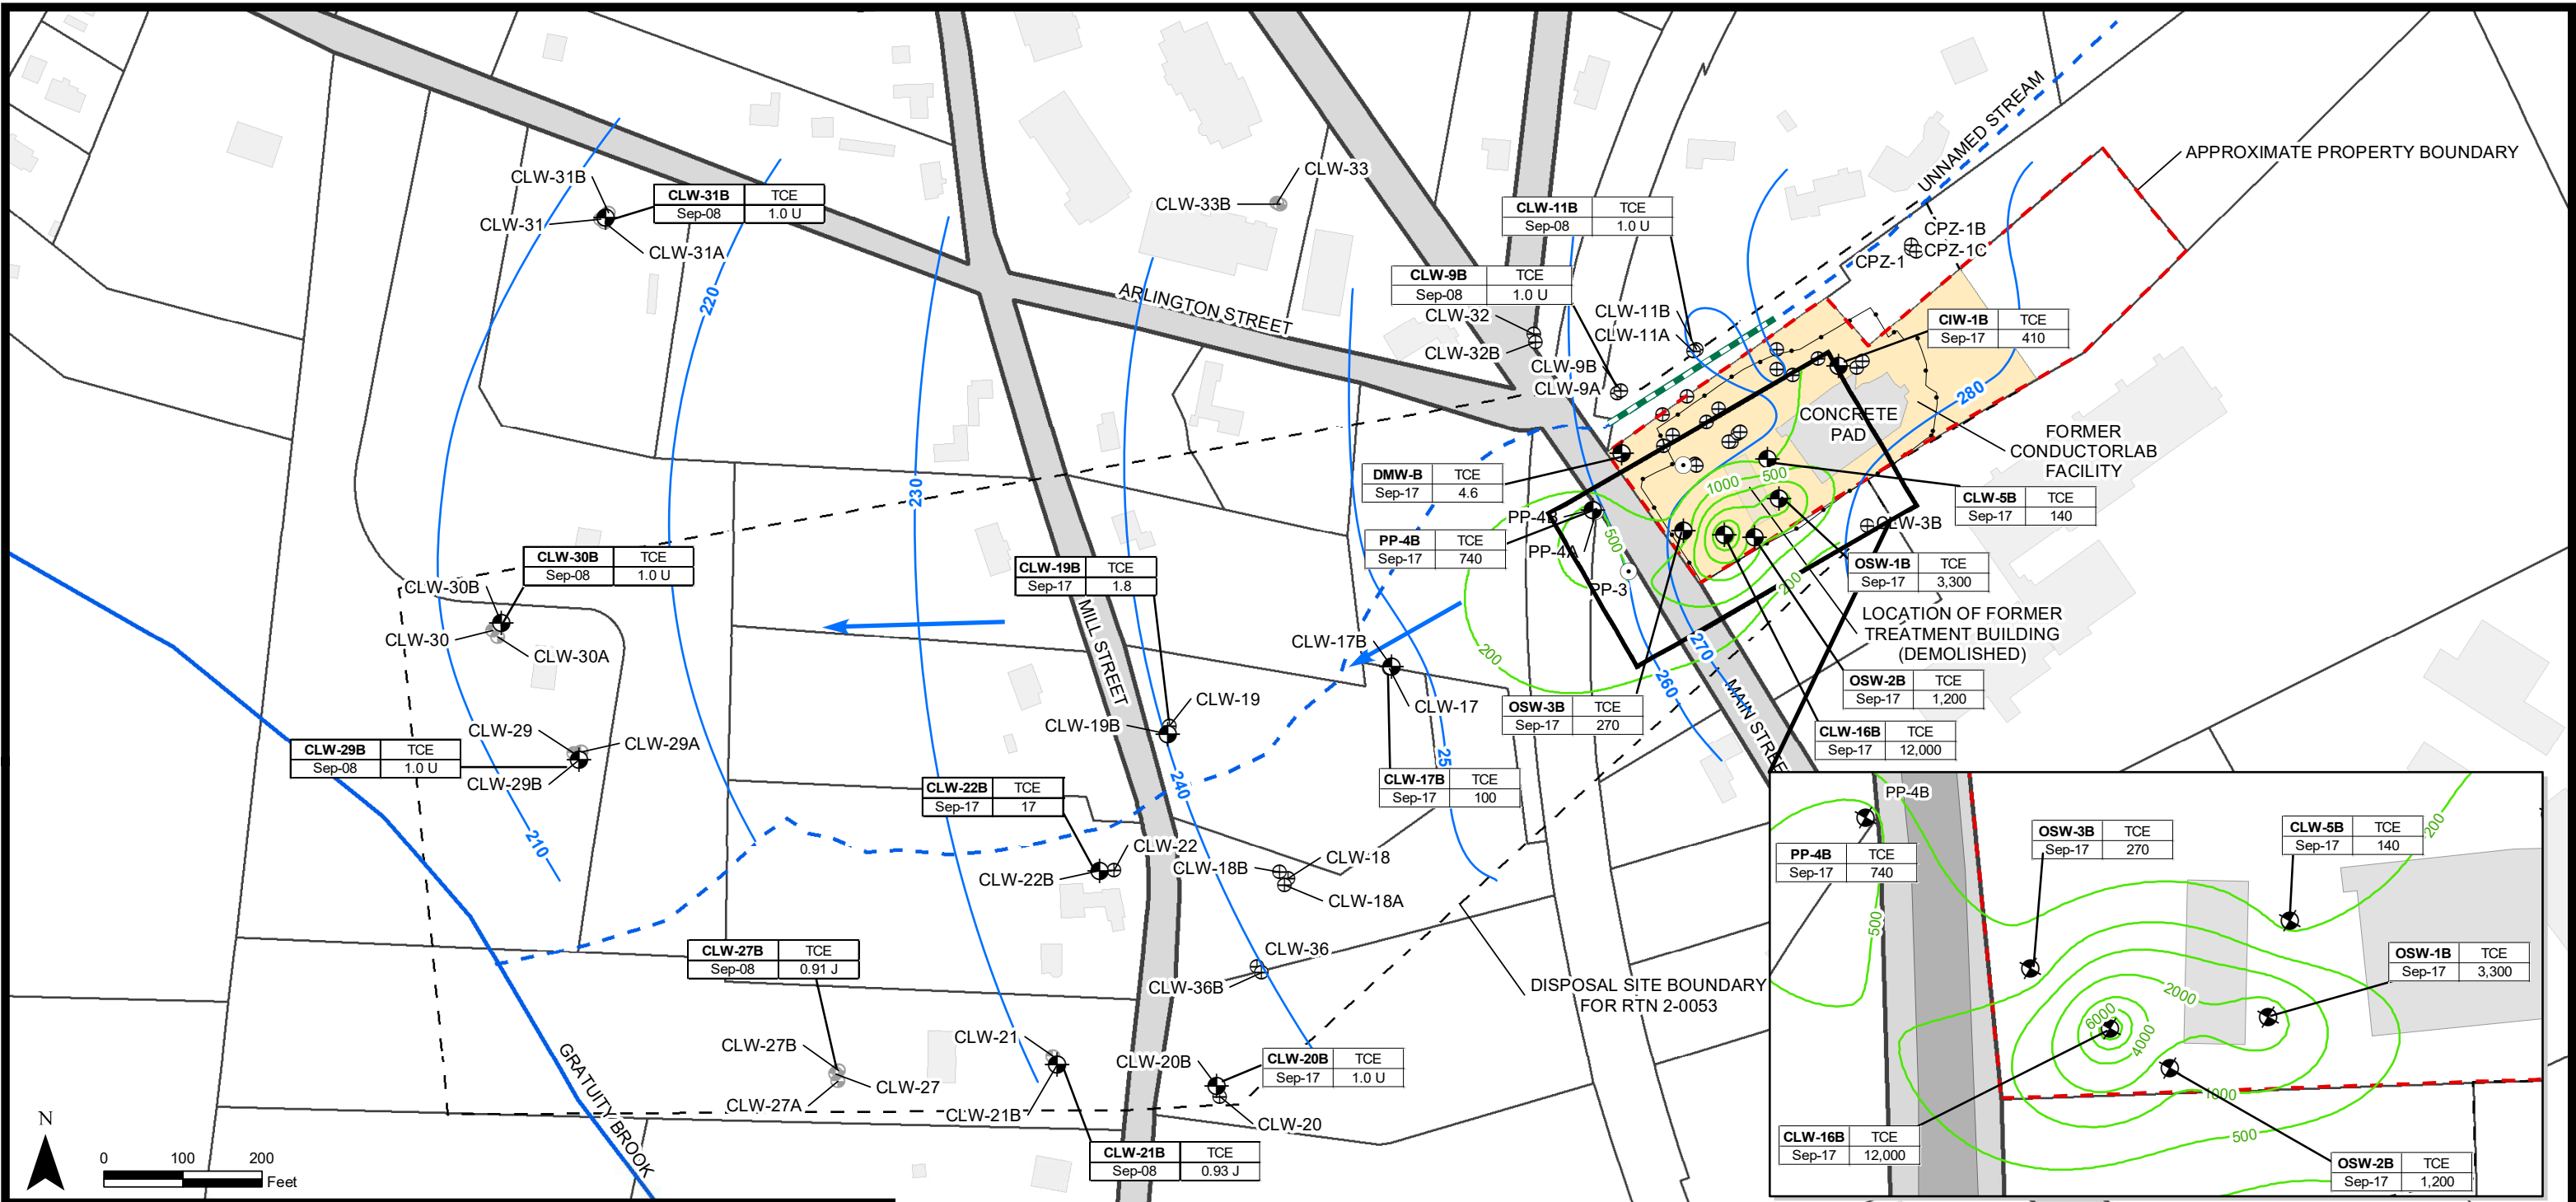 UNNAMED STREAM
APPROXIMATE PROPERTY BOUNDARY
CLW-31B
CLW-31
CLW-31A
CLW-31B TCE
Sep-08 1.0 U
CLW-33
CLW-33B
CLW-11B TCE
Sep-08 1.0 U
CPZ-1B
CPZ-1
CPZ-1C
CLW-9B TCE
Sep-08 1.0 U
CLW-32
CLW-32B
CLW-11B
CLW-11A
CLW-9B
CLW-9A
CIW-1B TCE
Sep-17 410
220
ARLINGTON STREET
280
CONCRETE
PAD
FORMER
CONDUCTORLAB
FACILITY
230
DMW-B TCE
Sep-17 4.6
1000
500
CLW-5B TCE
Sep-17 140
PP-4B
PP-4A
PP-4B TCE
Sep-17 740
500
CLW-3B
PP-3
200
OSW-1B TCE
Sep-17 3,300
CLW-30B TCE
Sep-08 1.0 U
CLW-30B
CLW-30
CLW-30A
CLW-19B TCE
Sep-17 1.8
MILL STREET
CLW-17B
CLW-17
200
270
260
LOCATION OF FORMER
TREATMENT BUILDING
(DEMOLISHED)
OSW-2B TCE
Sep-17 1,200
OSW-3B TCE
Sep-17 270
CLW-16B TCE
Sep-17 12,000
MAIN STREE
CLW-19
CLW-19B
CLW-29
CLW-29A
CLW-29B
CLW-29B TCE
Sep-08 1.0 U
25
CLW-17B TCE
Sep-17 100
240
CLW-22B TCE
Sep-17 17
CLW-22
CLW-22B
210
CLW-18B
CLW-18
CLW-18A
CLW-27B TCE
Sep-08 0.91 J
CLW-36
CLW-36B
DISPOSAL SITE BOUNDARY
FOR RTN 2-0053
CLW-27B
CLW-27
CLW-27A
CLW-21
CLW-21B
CLW-20B
CLW-20
CLW-20B TCE
Sep-17 1.0 U
CLW-21B TCE
Sep-08 0.93 J
GRATUITY BROOK
N
0 100 200
Feet
PP-4B
PP-4B TCE
Sep-17 740
OSW-3B TCE
Sep-17 270
CLW-5B TCE
Sep-17 140
200
500
OSW-1B TCE
Sep-17 3,300
2000
6000
4000
1000
500
CLW-16B TCE
Sep-17 12,000
OSW-2B TCE
Sep-17 1,200